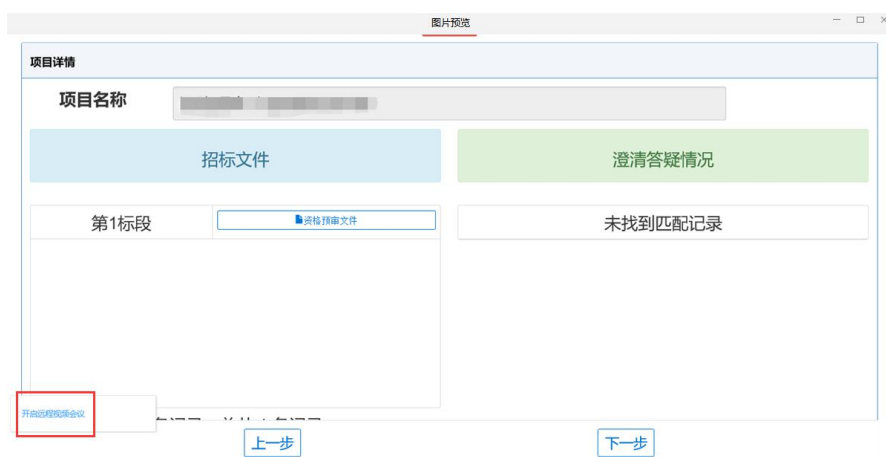 图片预览
项目详情
项目名称
招标文件
澄清答疑情况
第1标段
资格预审文件
未找到匹配记录
开启远程视频会议
上一步
下一步